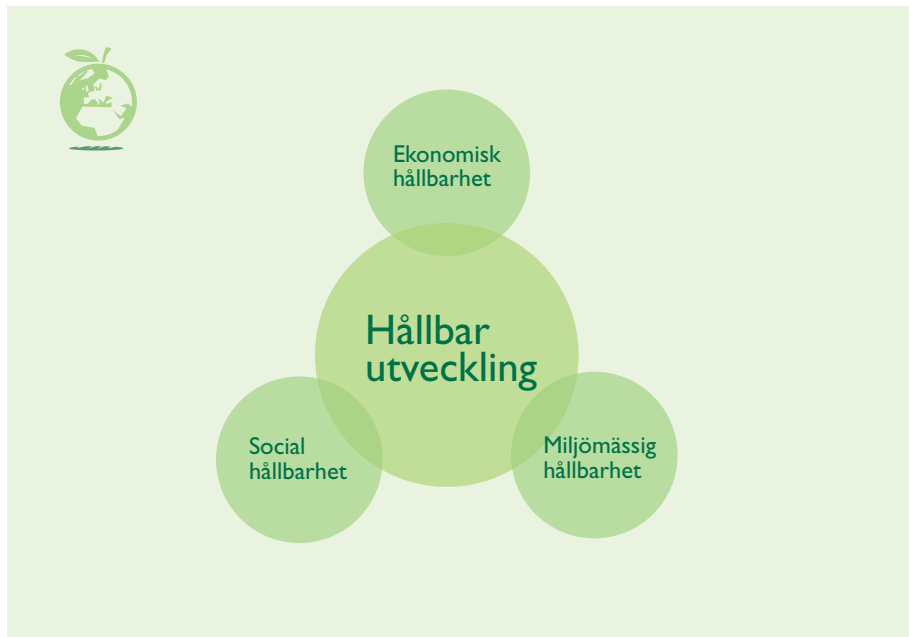 Ekonomisk
hållbarhet
Hållbar
utveckling
Social
hållbarhet
Miljömässig
hållbarhet